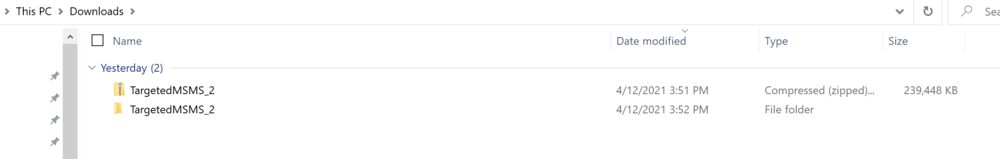 This PC Downloads
Name Date modified Type Size
Yesterday (2)
TargetedMSMS_2 4/12/2021 3:51 PM Compressed (zipped)... 239,448 KB
TargetedMSMS_2 4/12/2021 3:52 PM File folder